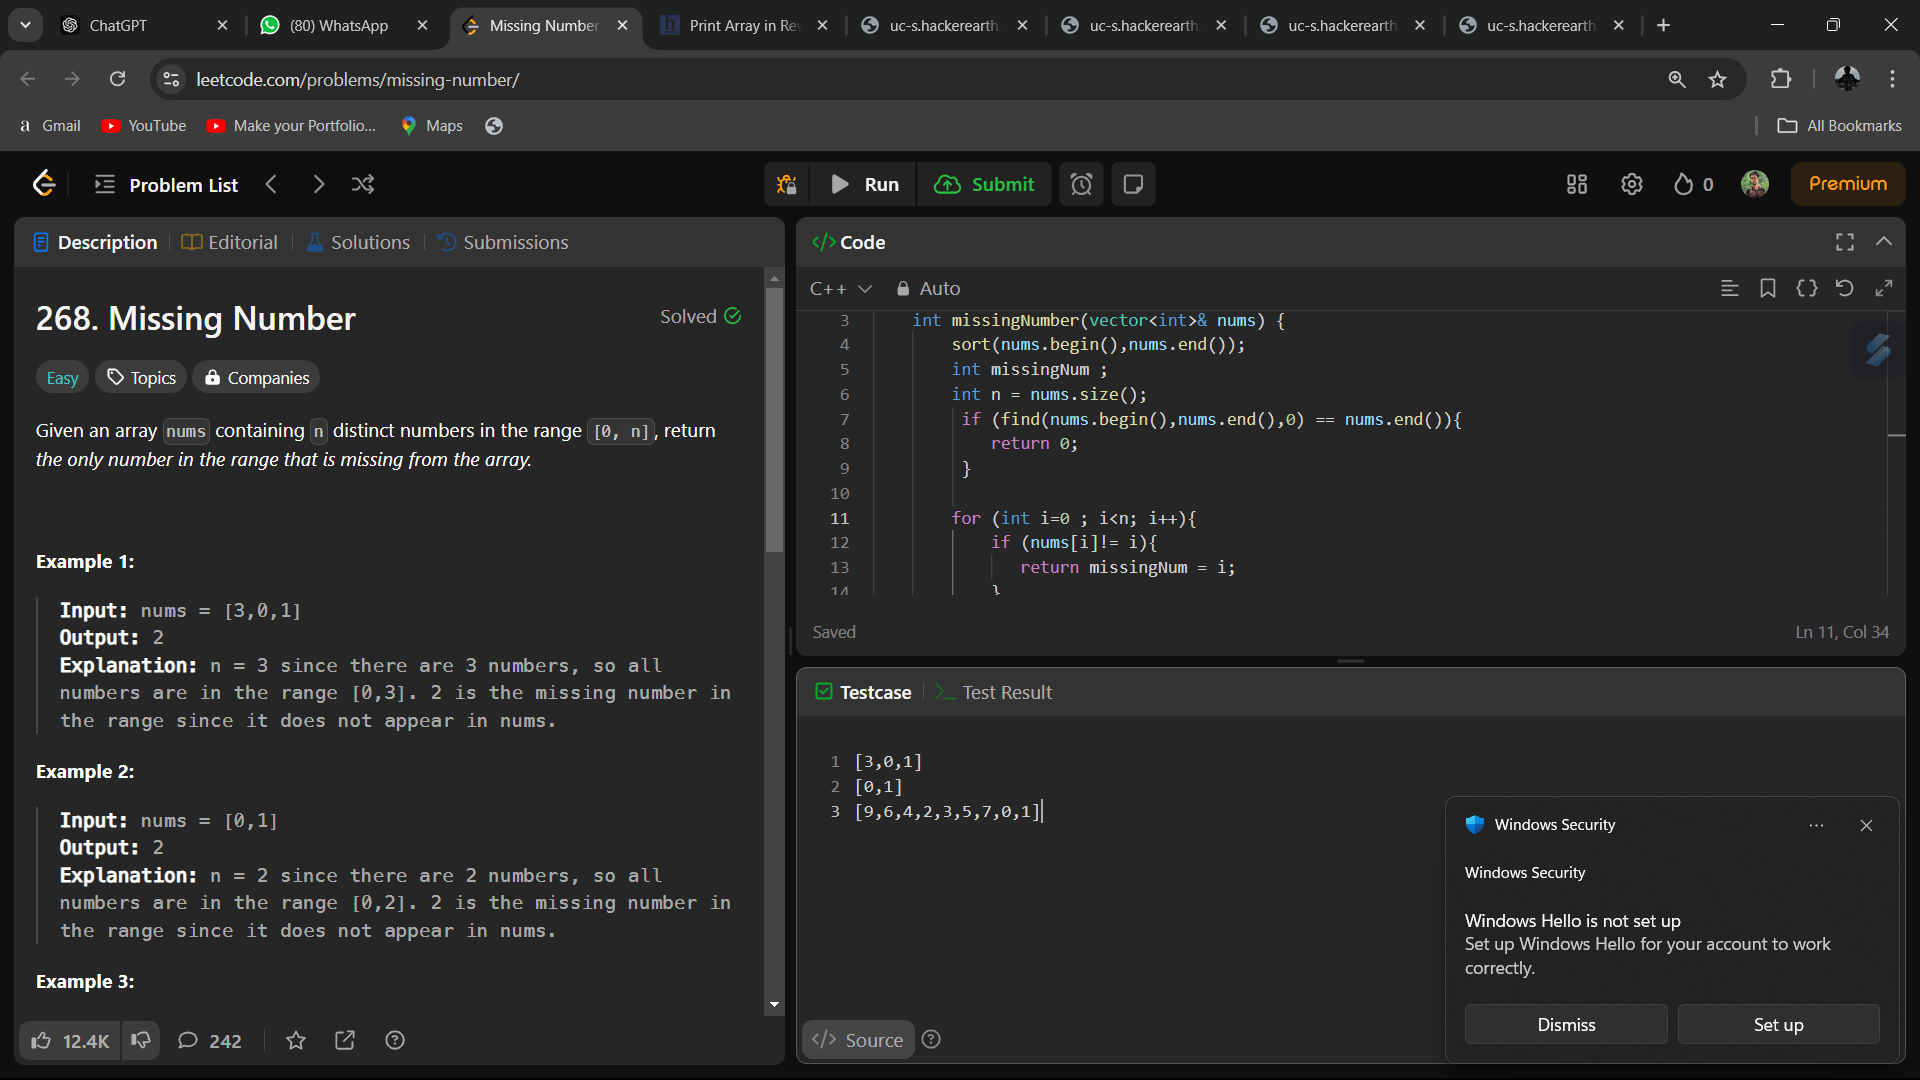 ChatGPT
(80) WhatsApp
Missing Number
Print Array in Re
uc-s.hackerearth.
uc-s.hackerearth
uc-s.hackerearth
uc-s.hackerearth
leetcode.com/problems/missing-number/
a Gmail
YouTube
Make your Portfolio...
Maps
All Bookmarks
Problem List
Run
Submit
0
Premium
Description
Editorial
Solutions
Submissions
268. Missing Number
Solved
Easy
Topics
Companies
Given an array nums containing n distinct numbers in the range [0, n], return
the only number in the range that is missing from the array.
Example 1:
Input: nums = [3,0,1]
Output: 2
Explanation: n = 3 since there are 3 numbers, so all
numbers are in the range [0,3]. 2 is the missing number in
the range since it does not appear in nums.
Example 2:
Input: nums = [0,1]
Output: 2
Explanation: n = 2 since there are 2 numbers, so all
numbers are in the range [0,2]. 2 is the missing number in
the range since it does not appear in nums.
Example 3:
12.4K
242
</> Code
C++
Auto
3 int missingNumber(vector<int>& nums) {
4 sort(nums.begin(),nums.end());
5 int missingNum ;
6 int n = nums.size();
7 if (find(nums.begin(),nums.end(),0) == nums.end()){
8 return 0;
9 }
10
11 for (int i=0 ; i<n; i++){
12 if (nums[i]!= i){
13 return missingNum = i;
14 }
Saved
Ln 11, Col 34
Testcase
Test Result
1 [3,0,1]
2 [0,1]
3 [9,6,4,2,3,5,7,0,1]
</> Source
Windows Security
Windows Security
Windows Hello is not set up
Set up Windows Hello for your account to work
correctly.
Dismiss
Set up